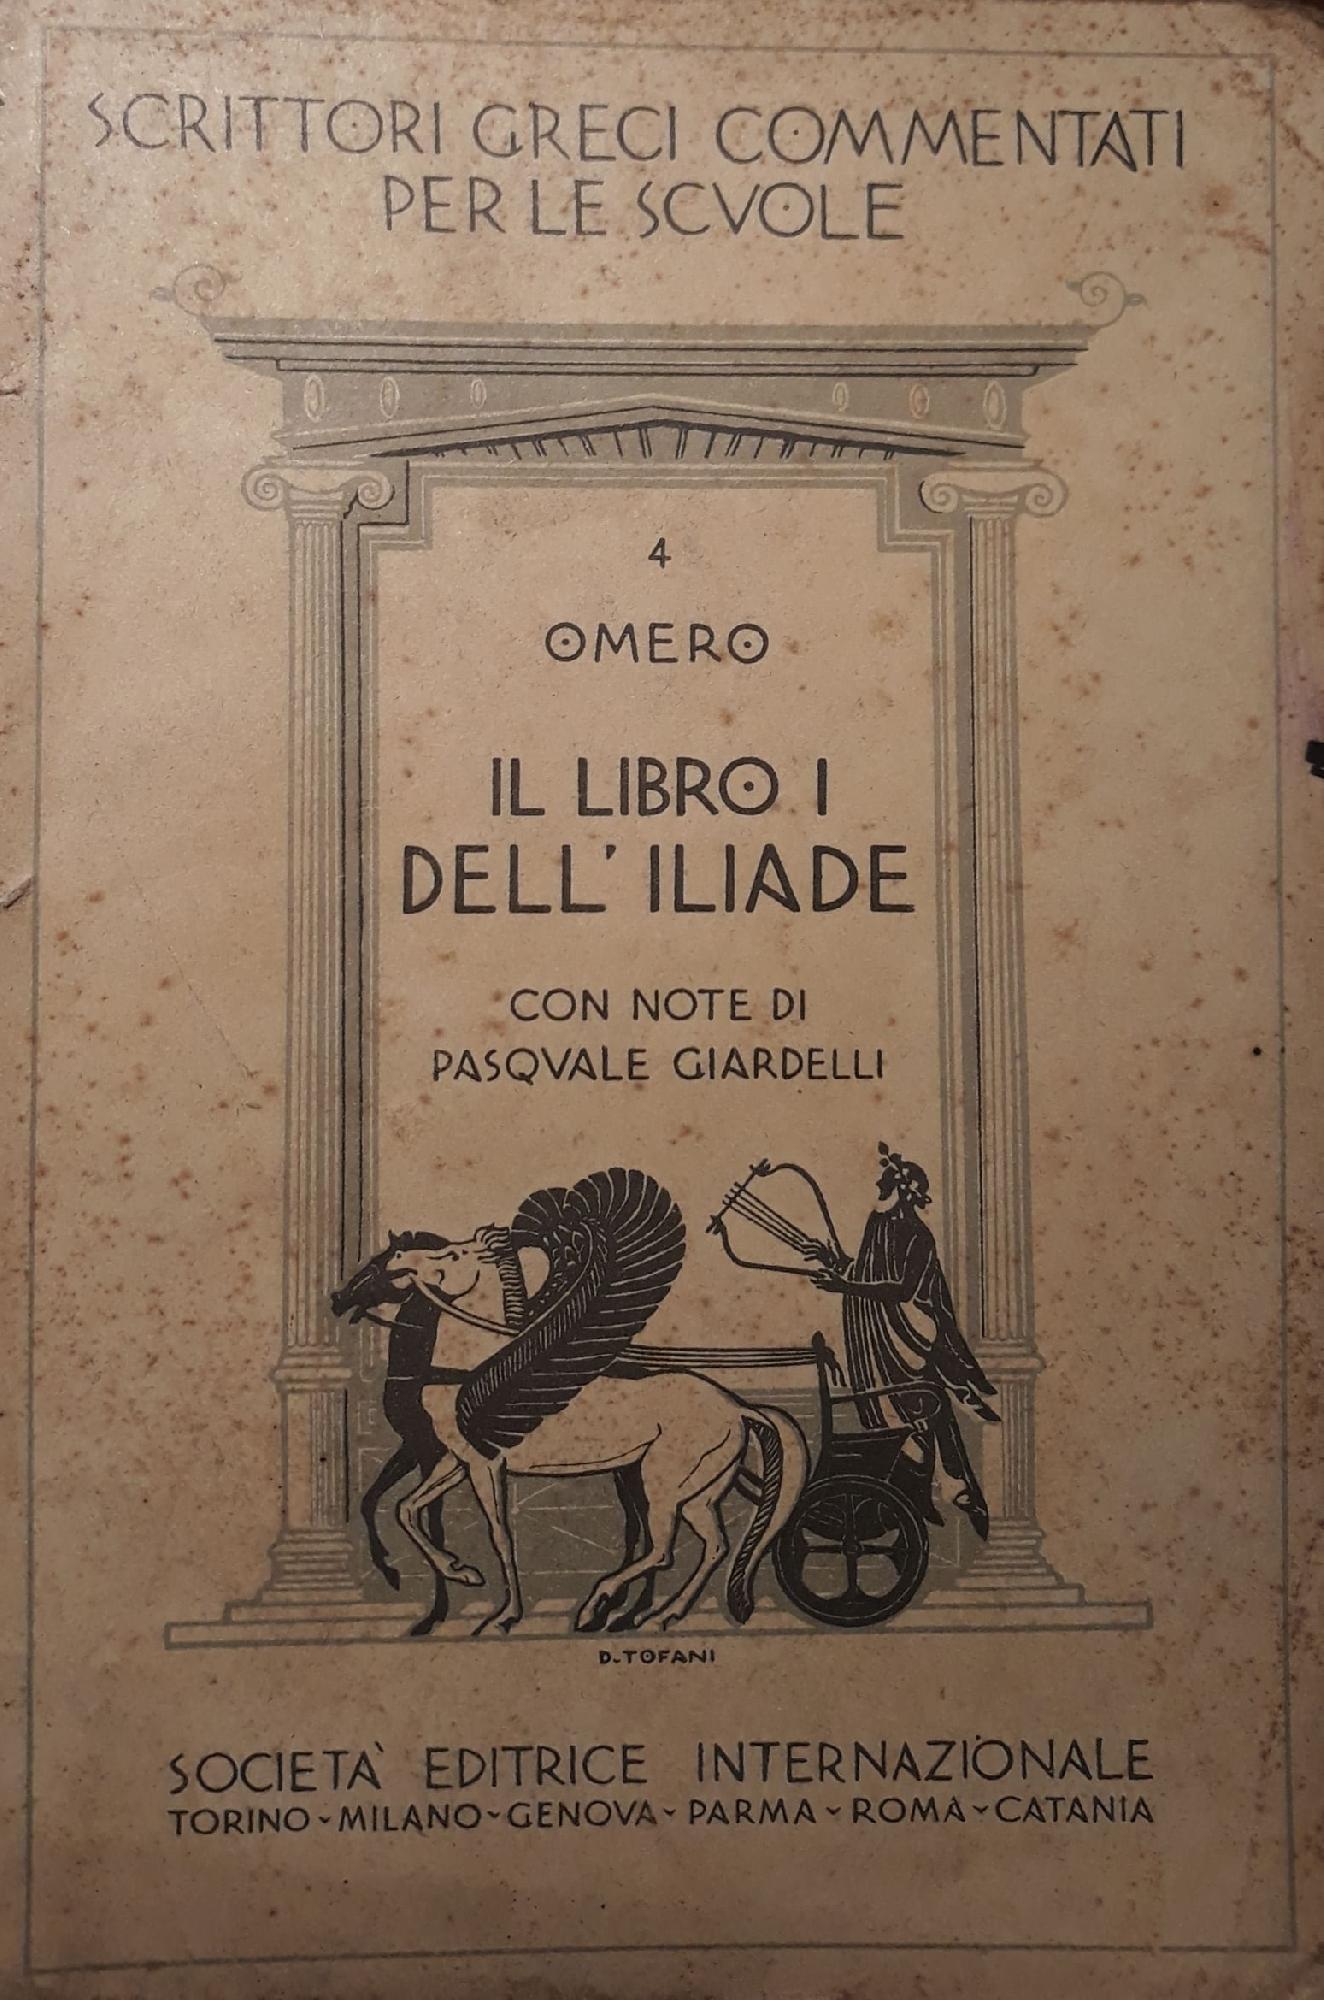 SCRITTORI GRECI COMMENTATI
PER LE SCVOLE
4
OMERO
IL LIBRO I
DELL' ILIADE
CON NOTE DI
PASQVALE GIARDELLI
D. TOFANI
SOCIETÀ EDITRICE INTERNAZIONALE
TORINO - MILANO - GENOVA - PARMA - ROMA - CATANIA